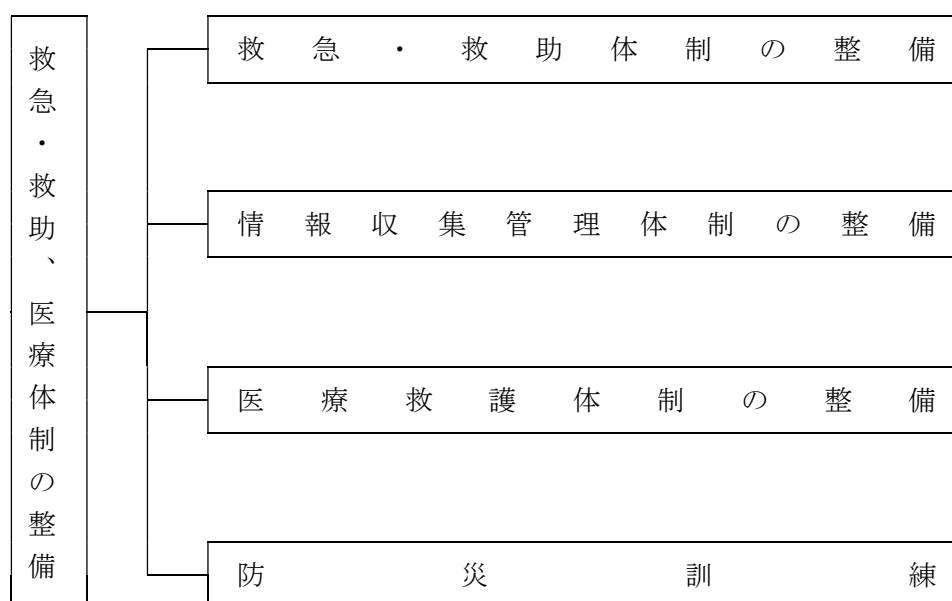 救急・救助、医療体制の整備
救急・救助体制の整備
情報収集管理体制の整備
医療救護体制の整備
防災訓練